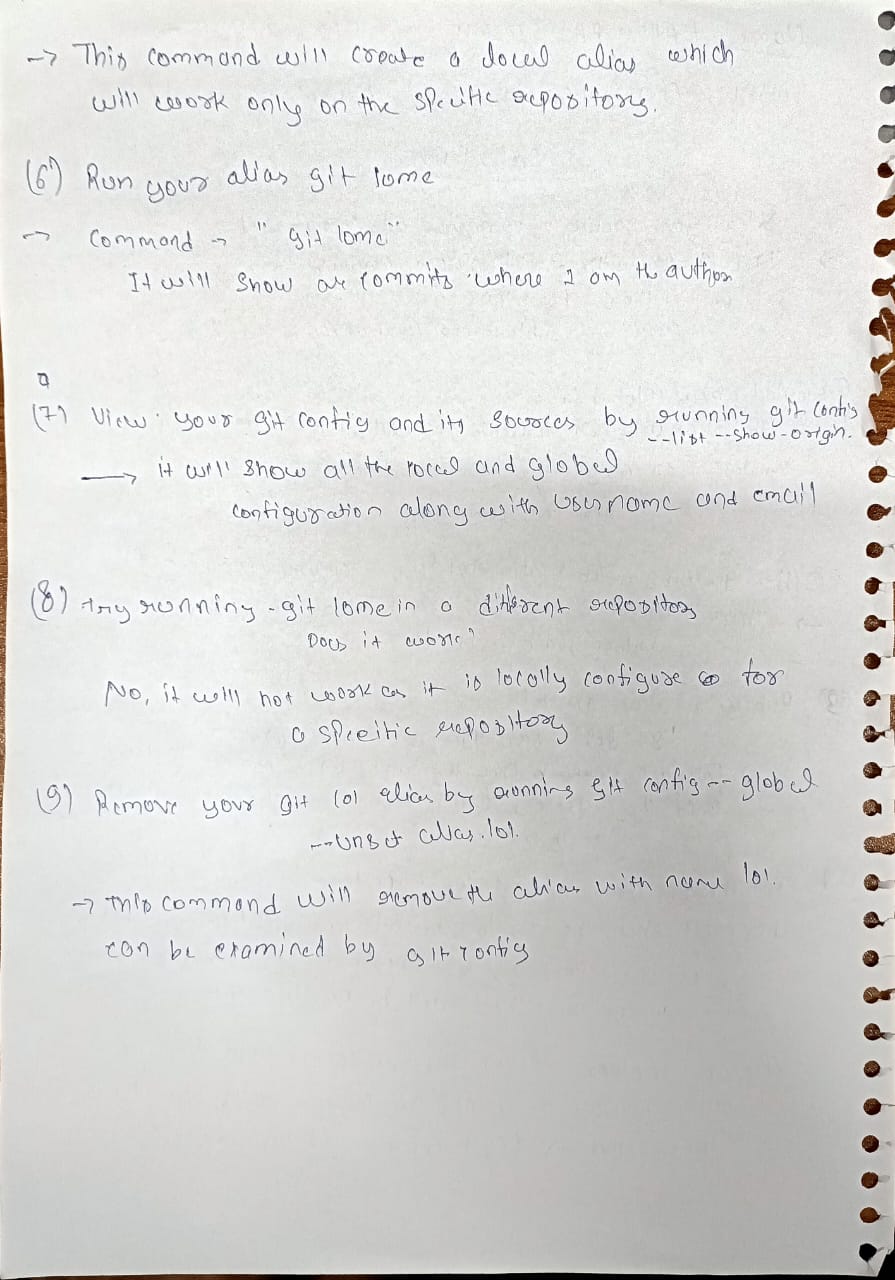 -> This command will create a local alias which
will work only on the specific repository.
(6) Run your alias git lome
-> Command -> "git lome"
It will show all commits where I am the author
(7) View your git config and its sources by running git config
--list --show-origin.
-> it will show all the local and global
configuration along with username and email
(8) try running - git lome in a different repository
Does it work?
No, it will not work as it is locally configure for
a specific repository
(9) Remove your git lol alias by running git config -- global
--unset alias.lol.
-> This command will remove the alias with name lol.
can be examined by git config